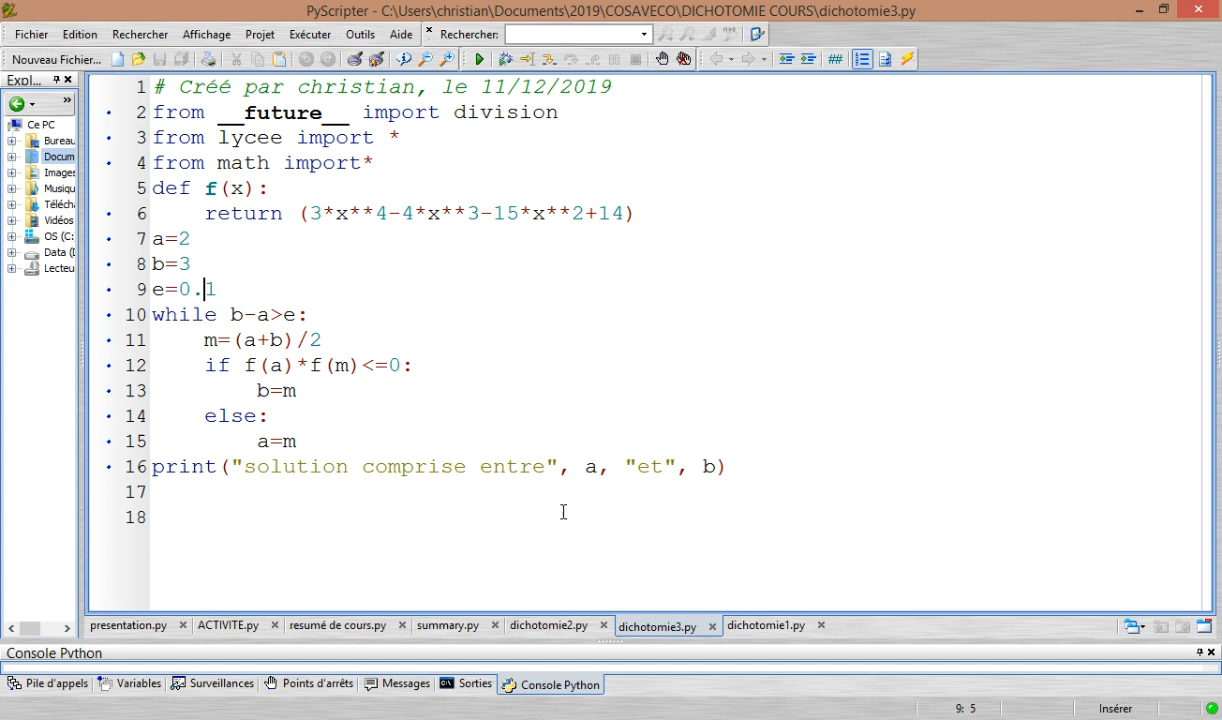 PyScripter - C:\Users\christian\Documents\2019\COSAVECO\DICHOTOMIE COURS\dichotomie3.py
Fichier Edition Rechercher Affichage Projet Exécuter Outils Aide Rechercher:
Nouveau Fichier...
Expl...
Ce PC
Bureau
Docum
Images
Musiqu
Téléch
Vidéos
OS (C:
Data (D
Lecteu
1 # Créé par christian, le 11/12/2019
2 from __future__ import division
3 from lycee import *
4 from math import*
5 def f(x):
6 return (3*x**4-4*x**3-15*x**2+14)
7 a=2
8 b=3
9 e=0.1
10 while b-a>e:
11 m=(a+b)/2
12 if f(a)*f(m)<=0:
13 b=m
14 else:
15 a=m
16 print("solution comprise entre", a, "et", b)
17
18
presentation.py ACTIVITE.py resumé de cours.py summary.py dichotomie2.py dichotomie3.py dichotomie1.py
Console Python
Pile d'appels Variables Surveillances Points d'arrêts Messages Sorties Console Python
9: 5 Insérer